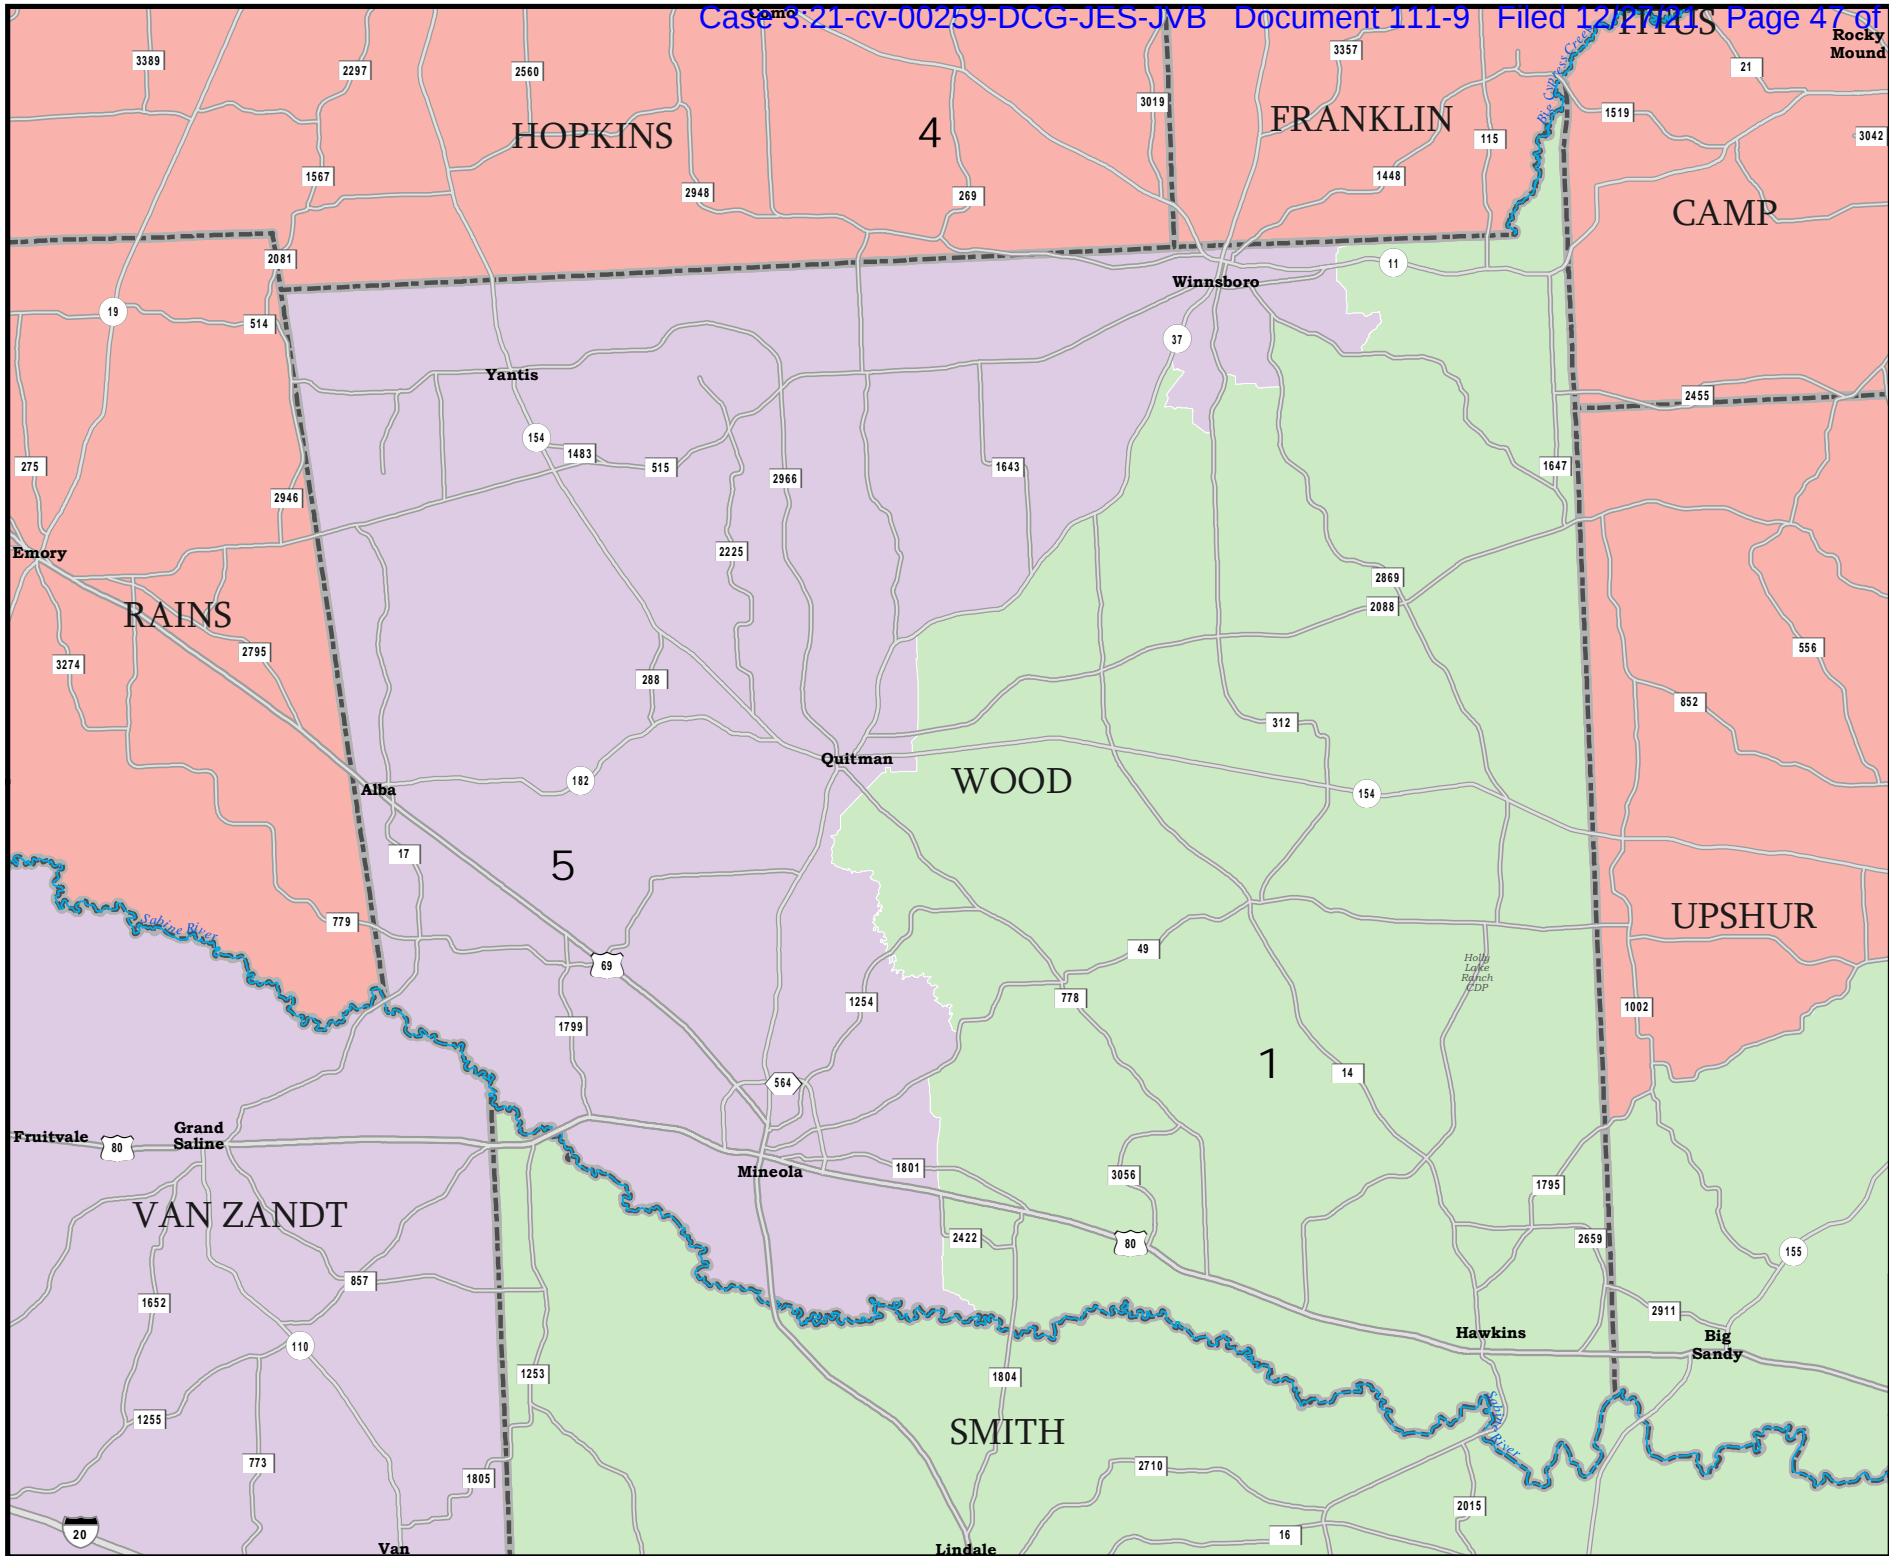 Case 3:21-cv-00259-DCG-JES-JVB Document 111-9 Filed 12/27/21 Page 47 of
Como
TITUS
Rocky
Mound
3389
2297
2560
3357
21
3019
Big Cypress Creek
1519
HOPKINS
4
FRANKLIN
115
3042
1567
2948
269
1448
CAMP
2081
11
Winnsboro
19
514
37
Yantis
2455
154
1483
515
2966
1643
275
1647
2946
Emory
2225
2869
2088
RAINS
2795
3274
288
556
852
312
Quitman
WOOD
182
Alba
154
17
5
779
Sabine River
UPSHUR
49
69
Holly
Lake
Ranch
CDP
1254
778
1002
1799
1
14
564
Fruitvale
80
Grand
Saline
Mineola
1801
3056
1795
VAN ZANDT
2422
80
2659
155
857
1652
2911
110
Hawkins
Big
Sandy
1253
1804
1255
Sabine River
SMITH
773
1805
2710
2015
20
16
Van
Lindale